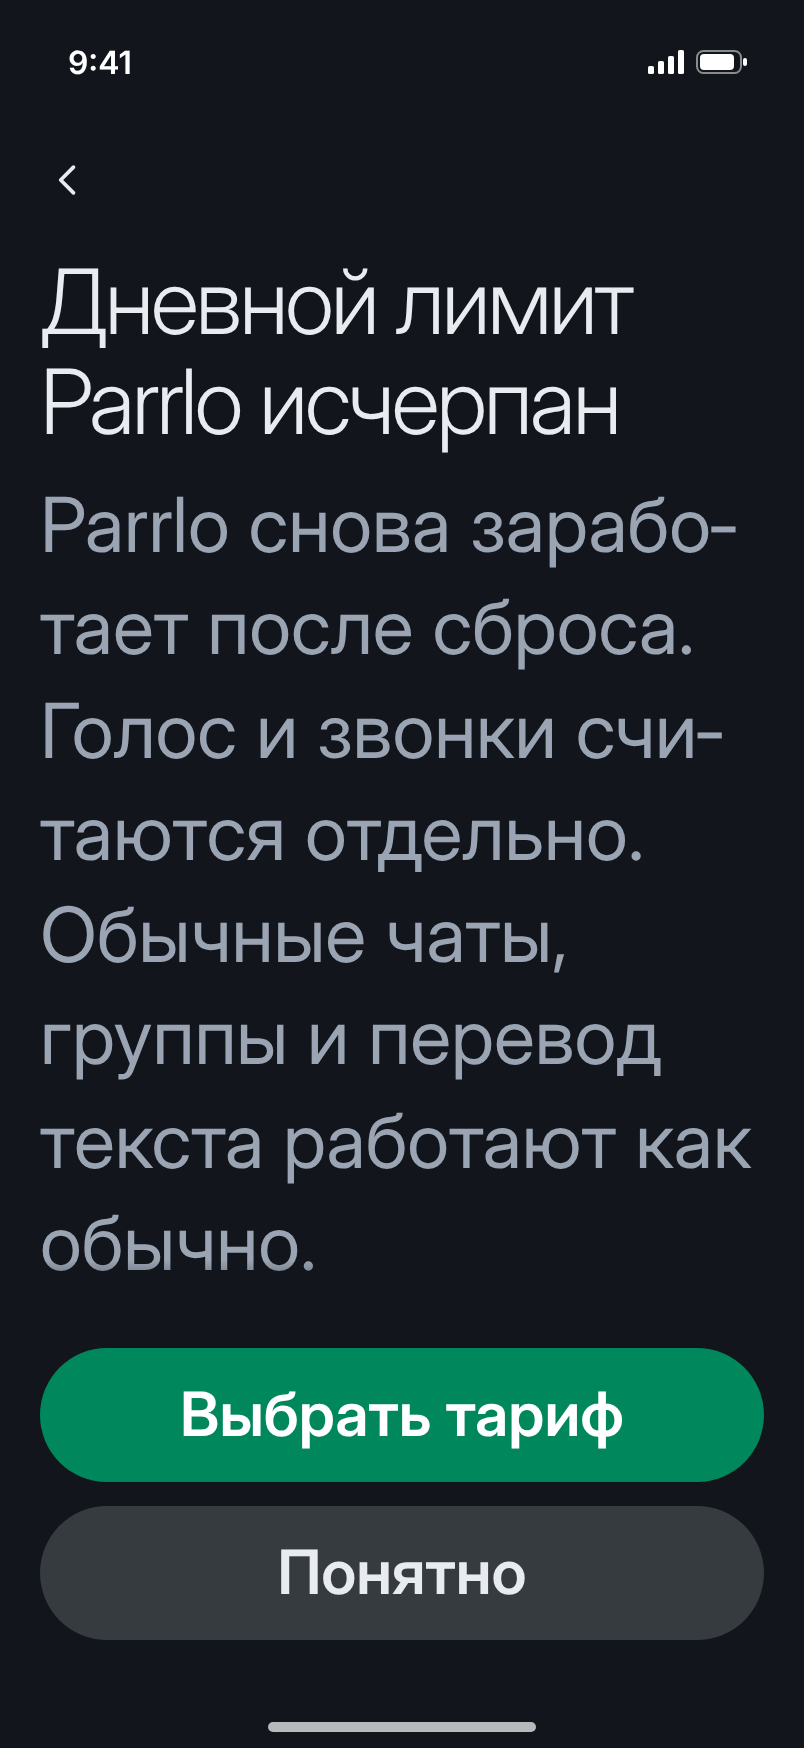 9:41
Дневной лимит
Parrlo исчерпан
Parrlo снова зарабо-
тает после сброса.
Голос и звонки счи-
таются отдельно.
Обычные чаты,
группы и перевод
текста работают как
обычно.
Выбрать тариф
Понятно